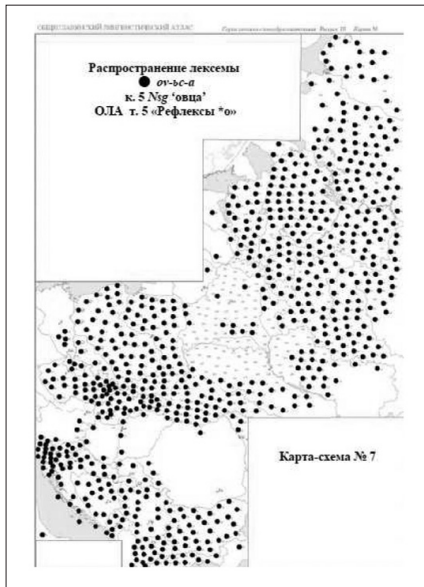 ОБЩЕСЛАВЯНСКИЙ ЛИНГВИСТИЧЕСКИЙ АТЛАС
Распространение лексемы
ov-ьc-a
к. 5 Nsg ‘овца’
ОЛА т. 5 «Рефлексы *o»
Карта-схема № 7